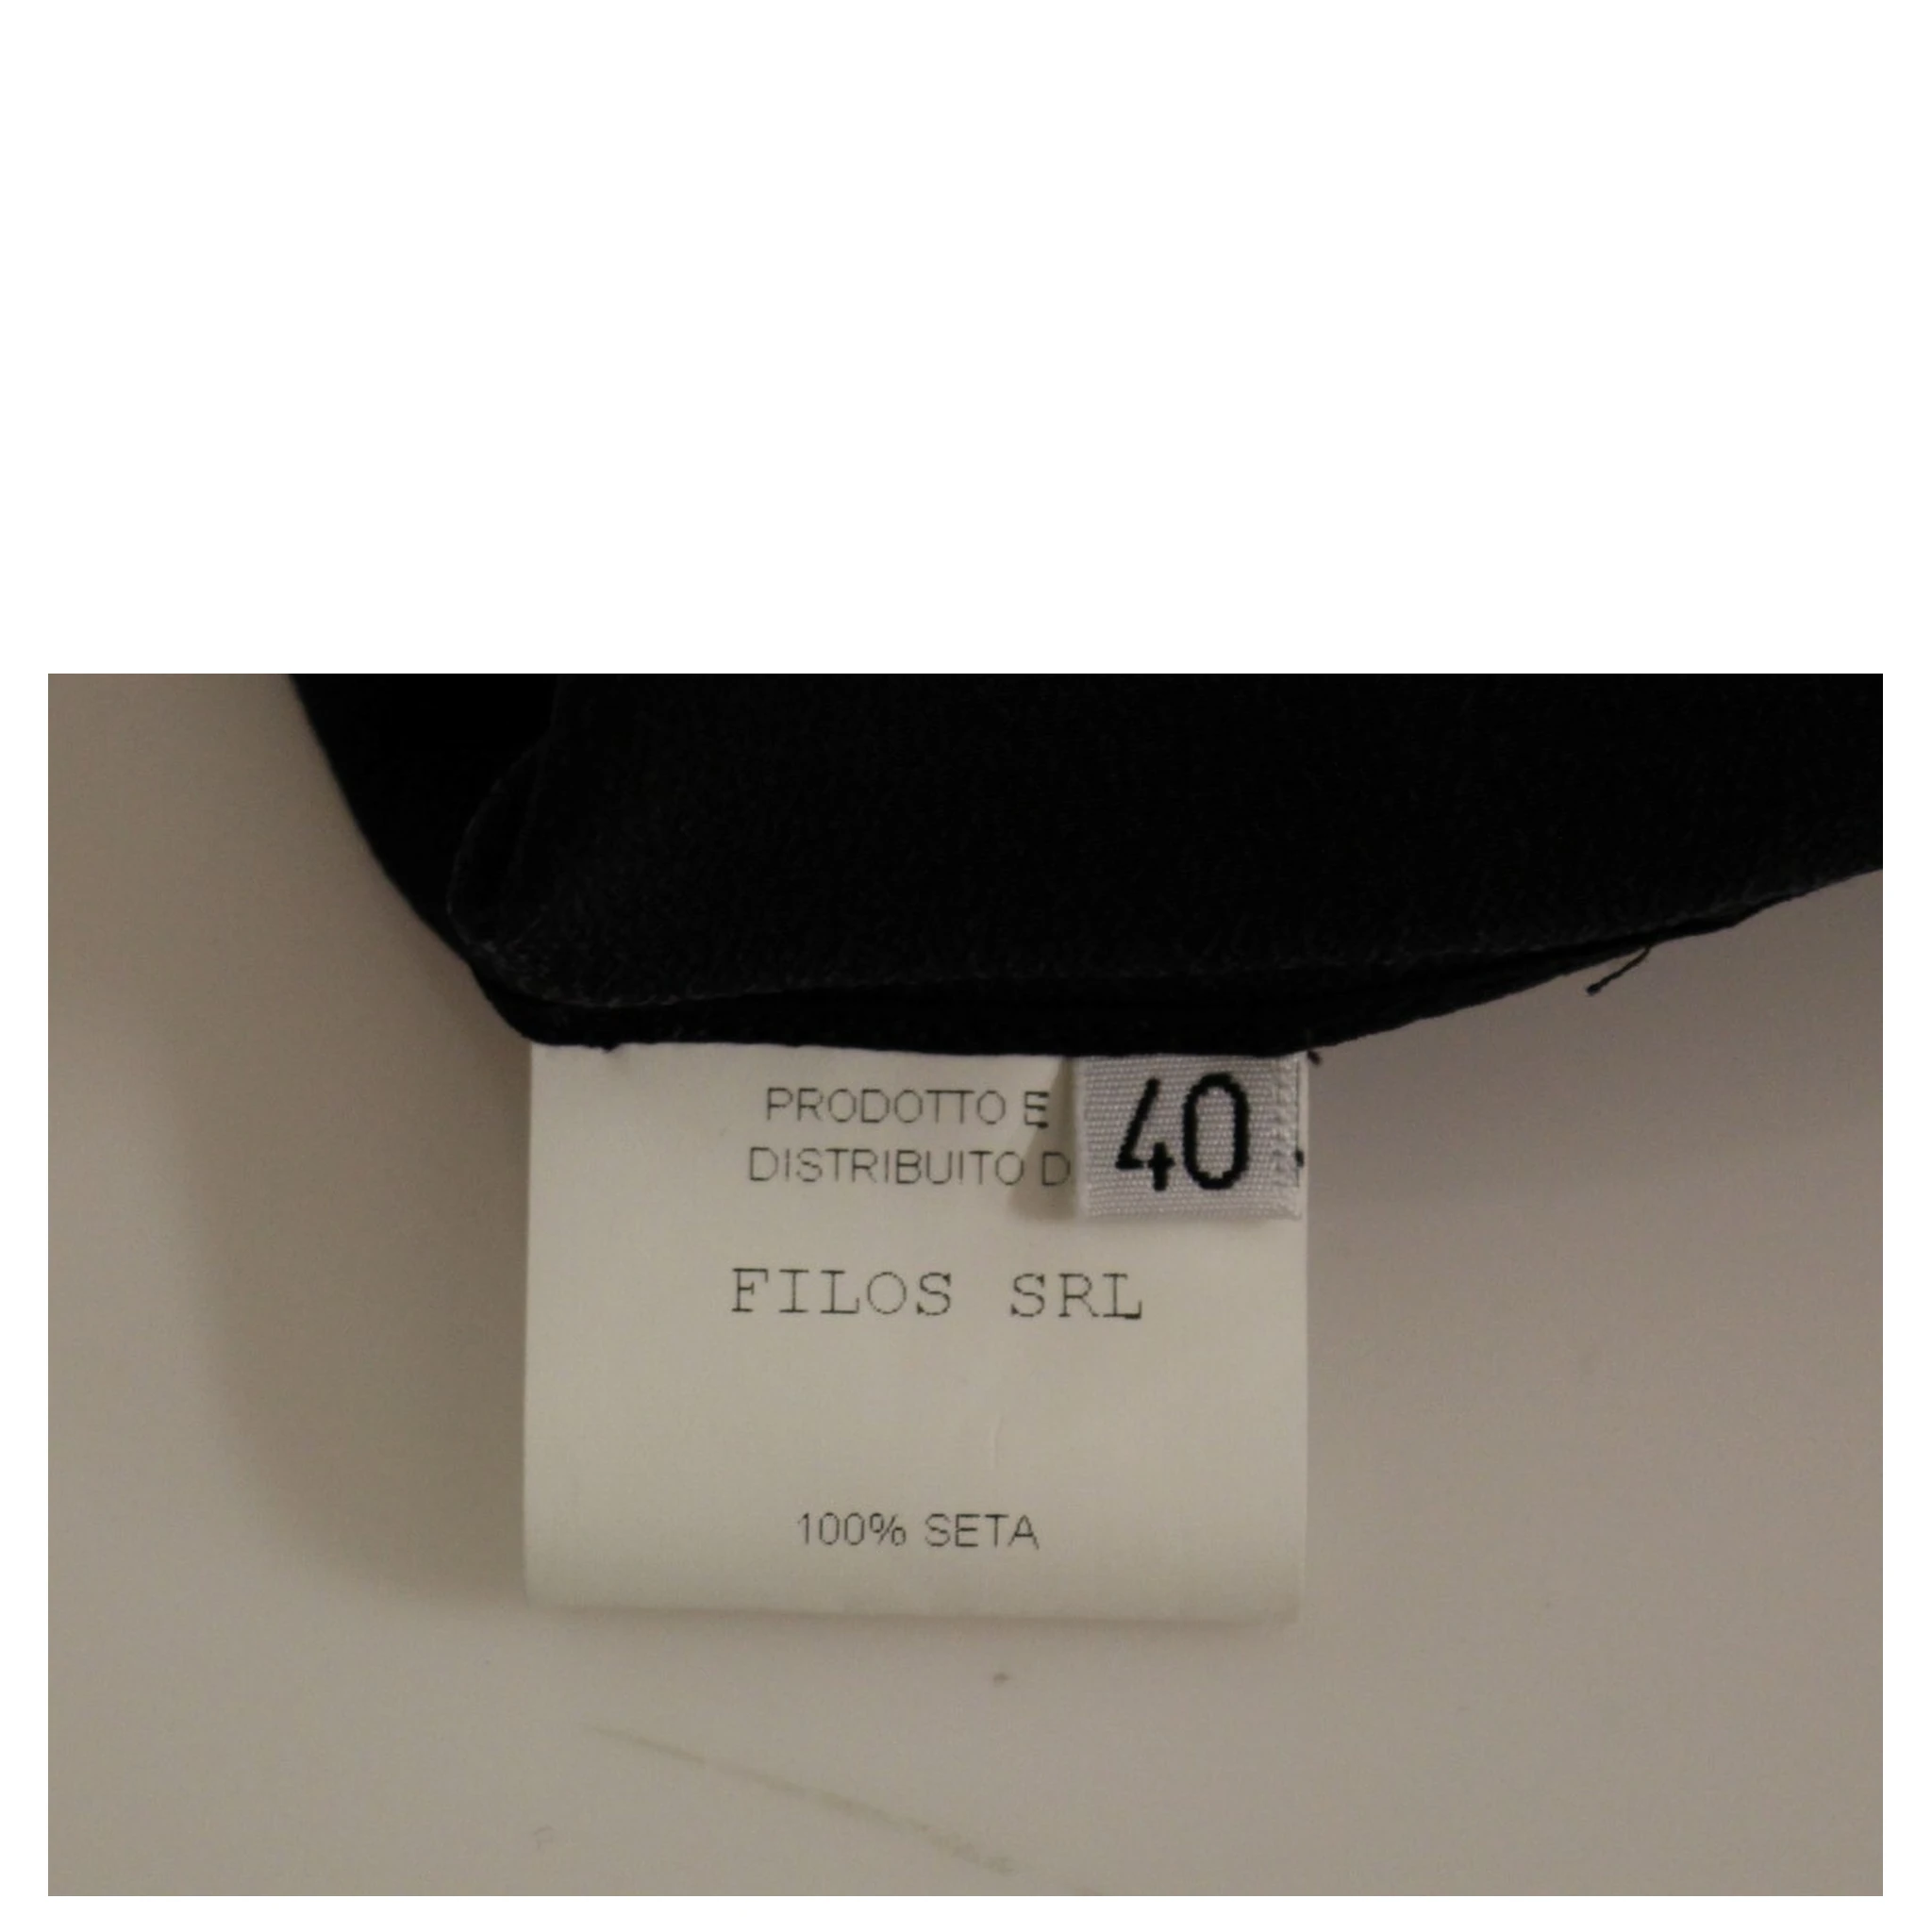 PRODOTTO E
DISTRIBUITO D
40
FILOS SRL
100% SETA